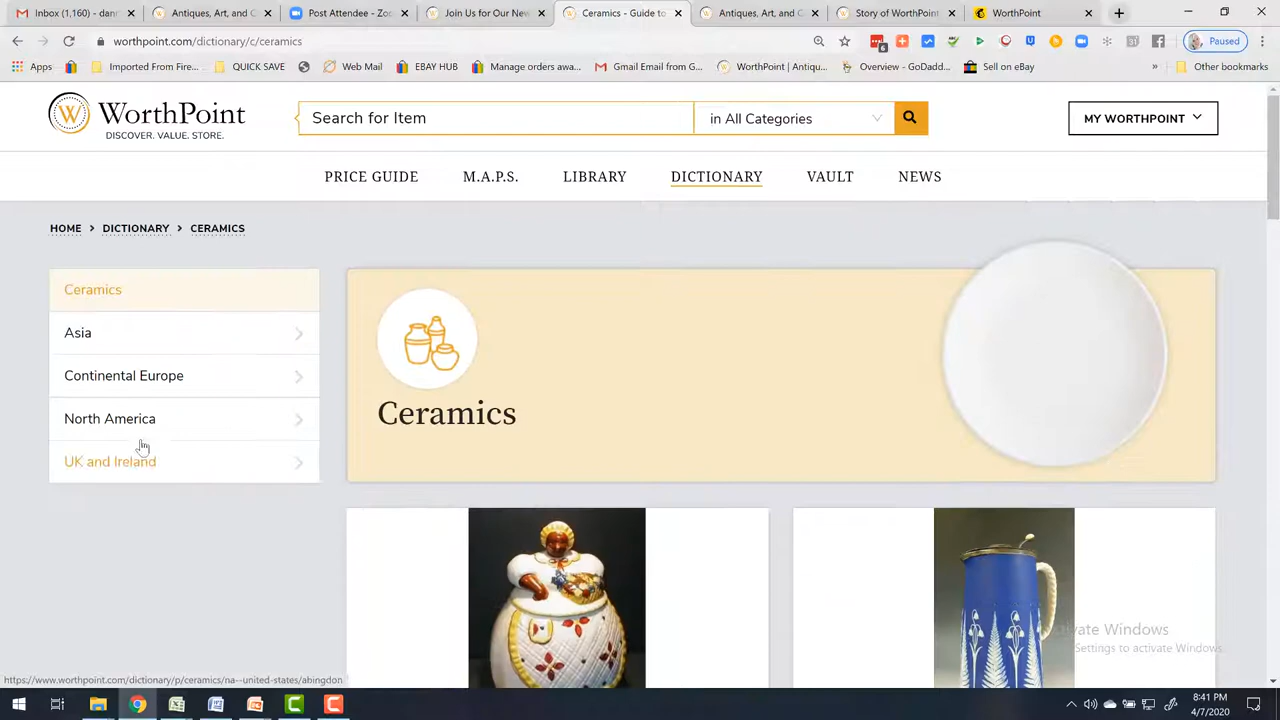 Inbox (1,160) - dann
Antiques, Art, and C
Post Attendee - Zoo
Join Us for Our New
Ceramics - Guide to
Antiques, Art, and C
Story of WorthPoint
WorthPoint
worthpoint.com/dictionary/c/ceramics
6
Paused
Apps
Imported From Fire...
QUICK SAVE
Web Mail
EBAY HUB
Manage orders awa...
Gmail Email from G...
WorthPoint | Antiqu...
Overview - GoDadd...
Sell on eBay
»
Other bookmarks
W WorthPoint
DISCOVER. VALUE. STORE.
Search for Item
in All Categories
MY WORTHPOINT
PRICE GUIDE
M.A.P.S.
LIBRARY
DICTIONARY
VAULT
NEWS
HOME > DICTIONARY > CERAMICS
Ceramics
Asia
Continental Europe
North America
UK and Ireland
Ceramics
Activate Windows
Settings to activate Windows.
https://www.worthpoint.com/dictionary/p/ceramics/na--united-states/abingdon
8:41 PM
4/7/2020